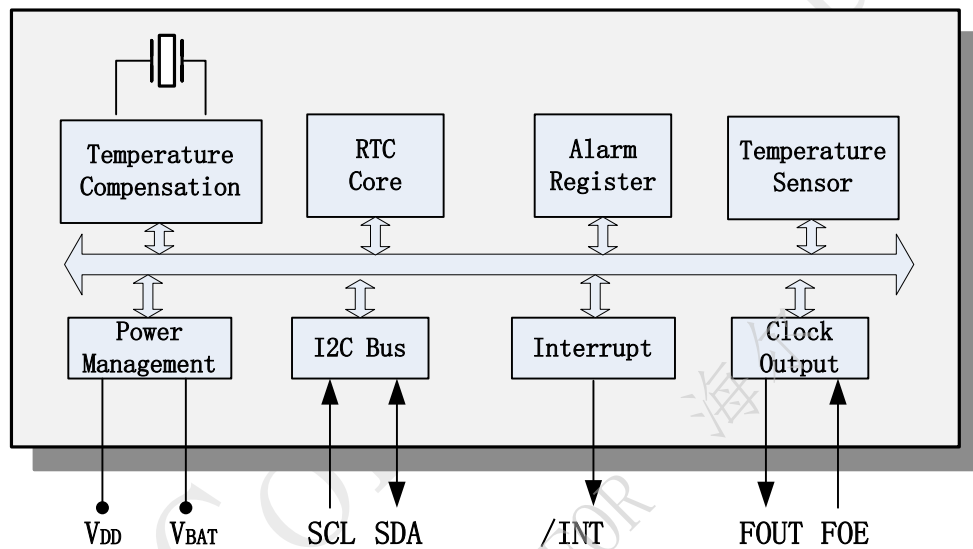 Temperature
Compensation
RTC
Core
Alarm
Register
Temperature
Sensor
Power
Management
I2C Bus
Interrupt
Clock
Output
VDD
VBAT
SCL
SDA
/INT
FOUT
FOE